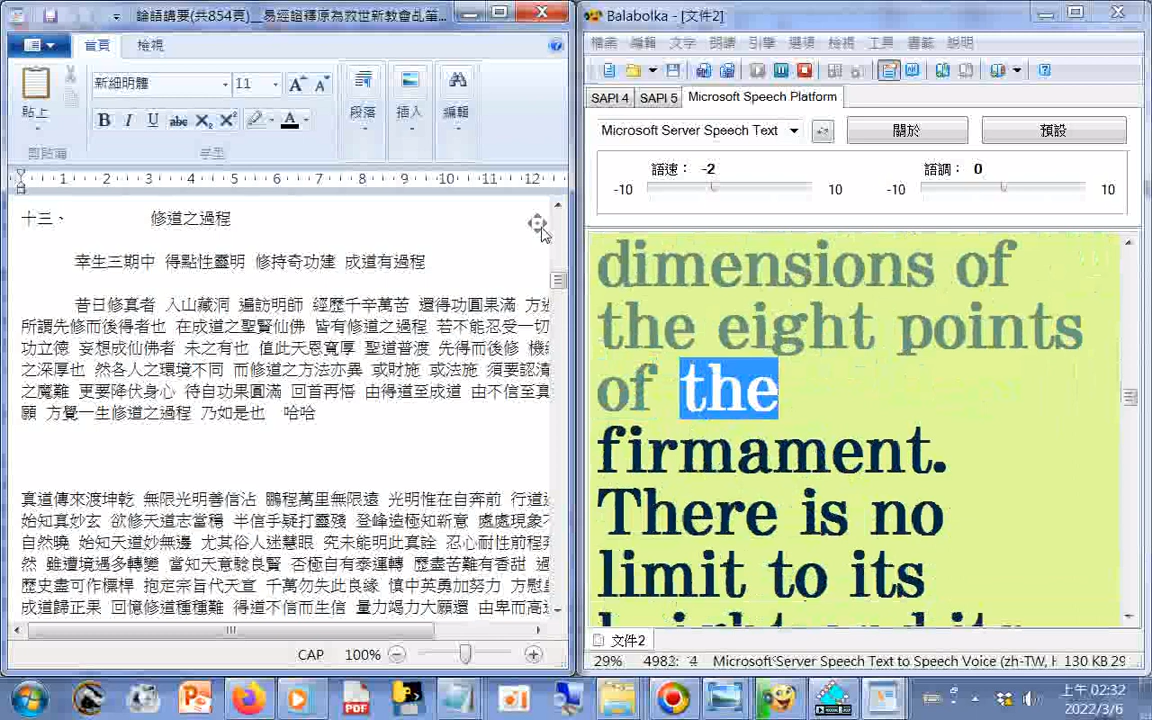 論語講要(共854頁)__易經證釋原為救世新教會乩筆...
首頁
檢視
貼上
剪貼簿
新細明體
11
字型
段落
插入
編輯
1 2 3 4 5 6 7 8 9 10 11 12
十三、 修道之過程
幸生三期中 得點性靈明 修持奇功建 成道有過程
昔日修真者 入山藏洞 遍訪明師 經歷千辛萬苦 還得功圓果滿 方
所謂先修而後得者也 在成道之聖賢仙佛 皆有修道之過程 若不能忍受一切
功立德 妄想成仙佛者 未之有也 值此天恩寬厚 聖道普渡 先得而後修 機
之深厚也 然各人之環境不同 而修道之方法亦異 或財施 或法施 須要認清
之魔難 更要降伏身心 待自功果圓滿 回首再悟 由得道至成道 由不信至真
願 方覺一生修道之過程 乃如是也 哈哈
真道傳來渡坤乾 無限光明善信沾 鵬程萬里無限遠 光明惟在自奔前 行道
始知真妙玄 欲修天道志當穩 半信乎疑打靈殘 登峰造極知新意 處處現象
自然曉 始知天道妙無邊 尤其俗人迷慧眼 究未能明此真詮 忍心耐性前程
然 雖遭境遇多轉變 當知天意驗良賢 否極自有泰運轉 歷盡苦難有香甜
歷史盡可作標桿 抱定宗旨代天宣 千萬勿失此良緣 慎中英勇加努力 方慰
成道歸正果 回憶修道種種難 得道不信而生信 量力竭力大願還 由卑而高
CAP 100%
Balabolka - [文件2]
檔案 編輯 文字 朗讀 引擎 選項 檢視 工具 書籤 說明
SAPI 4 SAPI 5 Microsoft Speech Platform
Microsoft Server Speech Text
關於
預設
語速： -2
語調： 0
-10 10 -10 10
dimensions of
the eight points
of the
firmament.
There is no
limit to its
文件2
29% 4982: 4 Microsoft Server Speech Text to Speech Voice (zh-TW, H 130 KB 29
上午 02:32
2022/3/6